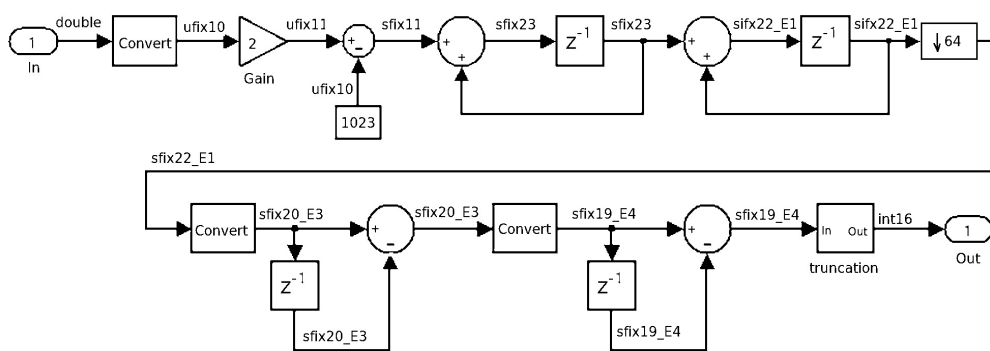 double
1
In
Convert
ufix10
2
Gain
ufix11
+
−
ufix10
1023
sfix11
+
+
sfix23
Z-1
sfix23
+
+
sifx22_E1
Z-1
sifx22_E1
↓64
sfix22_E1
Convert
sfix20_E3
Z-1
sfix20_E3
+
−
sfix20_E3
Convert
sfix19_E4
Z-1
sfix19_E4
+
−
sfix19_E4
In Out
truncation
int16
1
Out